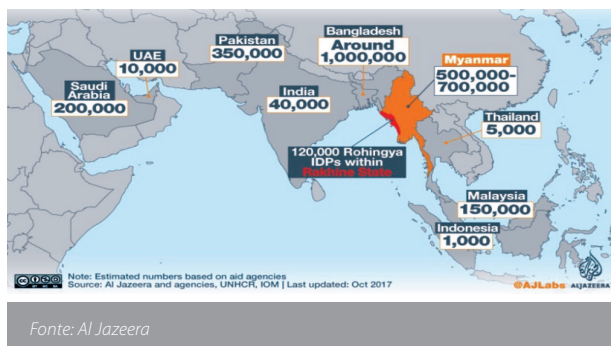 Bangladesh
Around
1,000,000
Pakistan
350,000
UAE
10,000
Myanmar
500,000-
700,000
Saudi
Arabia
200,000
India
40,000
Thailand
5,000
120,000 Rohingya
IDPs within
Rakhine State
Malaysia
150,000
Indonesia
1,000
Note: Estimated numbers based on aid agencies
Source: Al Jazeera and agencies, UNHCR, IOM | Last updated: Oct 2017
@AJLabs ALJAZEERA
Fonte: Al Jazeera